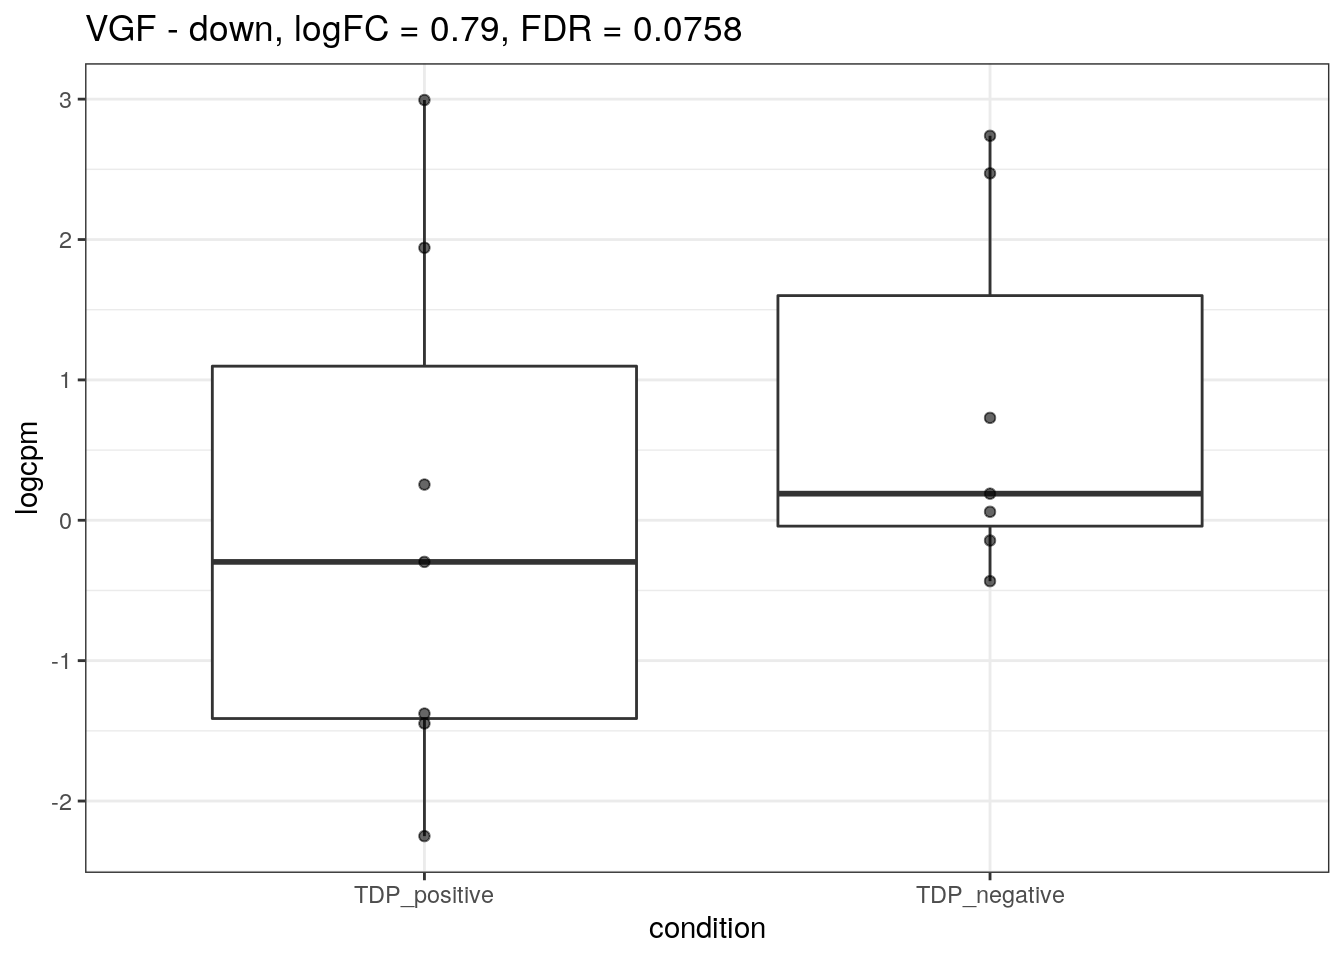 VGF - down, logFC = 0.79, FDR = 0.0758
3
2
1
0
-1
-2
logcpm
TDP_positive TDP_negative
condition